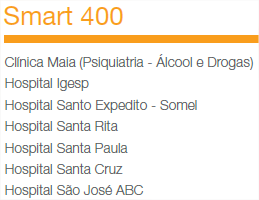 Smart 400
Clínica Maia (Psiquiatria - Álcool e Drogas)
Hospital Igesp
Hospital Santo Expedito - Somel
Hospital Santa Rita
Hospital Santa Paula
Hospital Santa Cruz
Hospital São José ABC